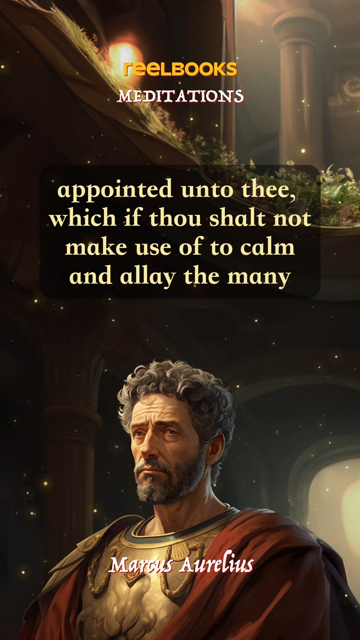 reelBOOKS
MEDITATIONS
appointed unto thee,
which if thou shalt not
make use of to calm
and allay the many
Marcus Aurelius